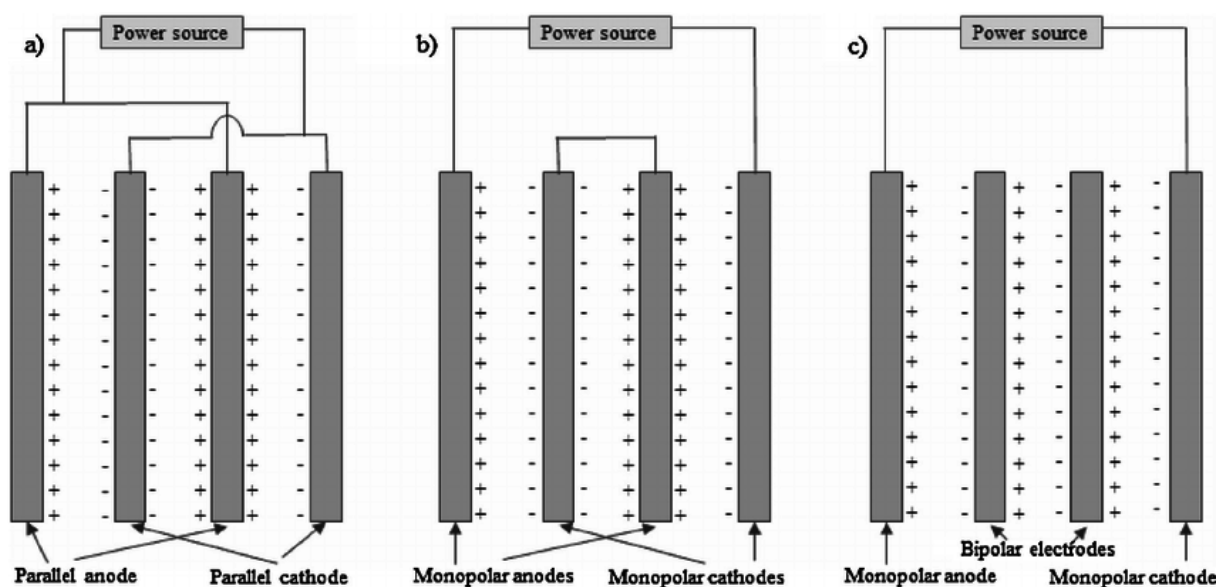 a)
Power source
b)
Power source
c)
Power source
Parallel anode
Parallel cathode
Monopolar anodes
Monopolar cathodes
Bipolar electrodes
Monopolar anode
Monopolar cathode